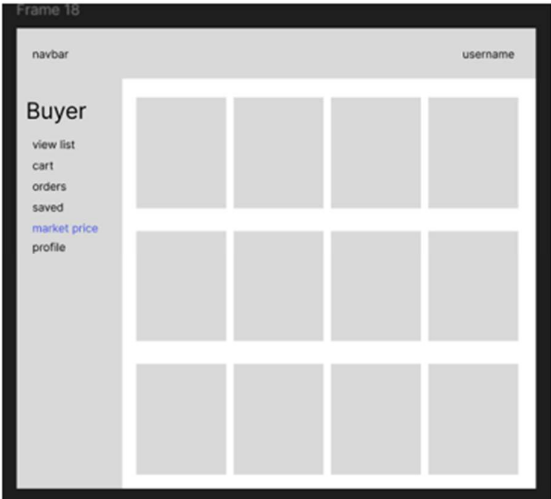 Frame 18
navbar
username
Buyer
view list
cart
orders
saved
market price
profile